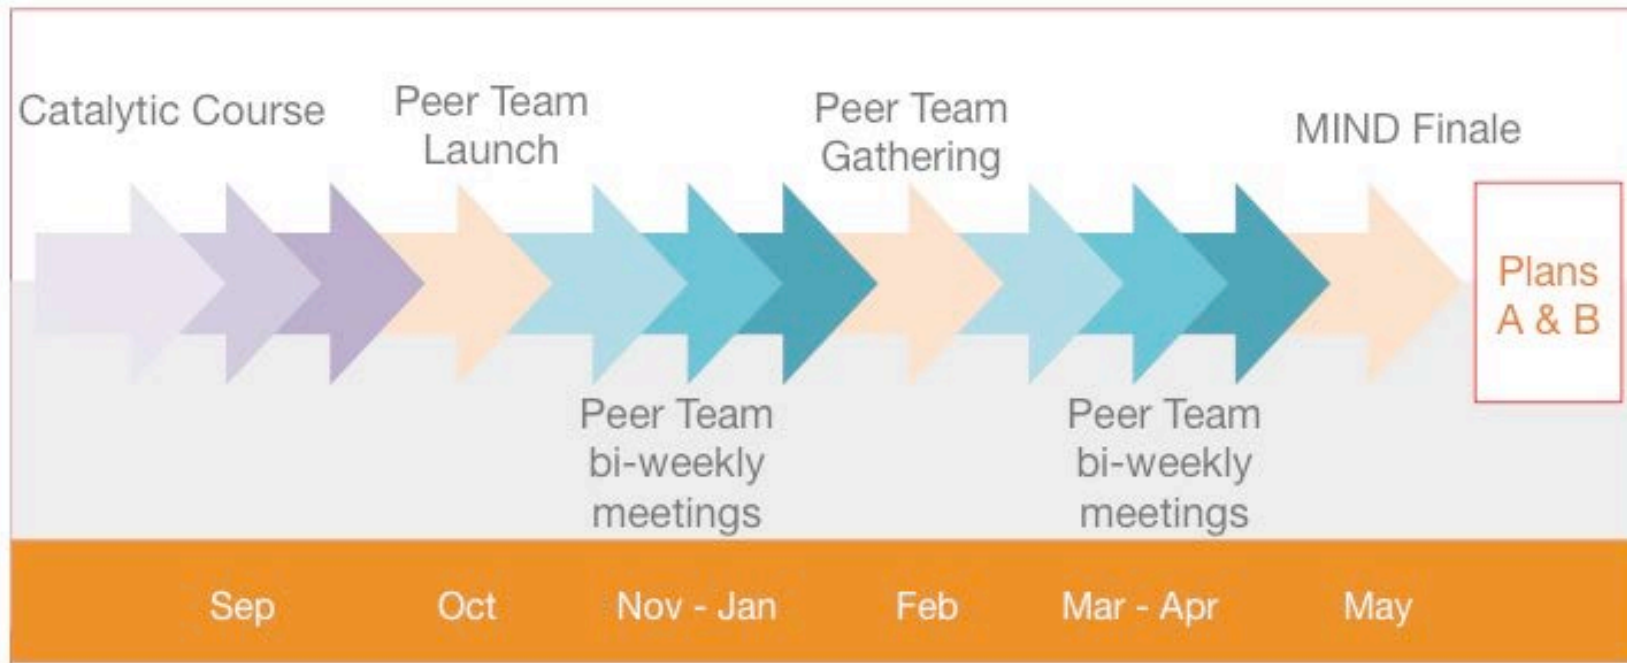 Catalytic Course
Peer Team
Launch
Peer Team
Gathering
MIND Finale
Plans
A & B
Peer Team
bi-weekly
meetings
Peer Team
bi-weekly
meetings
Sep
Oct
Nov - Jan
Feb
Mar - Apr
May